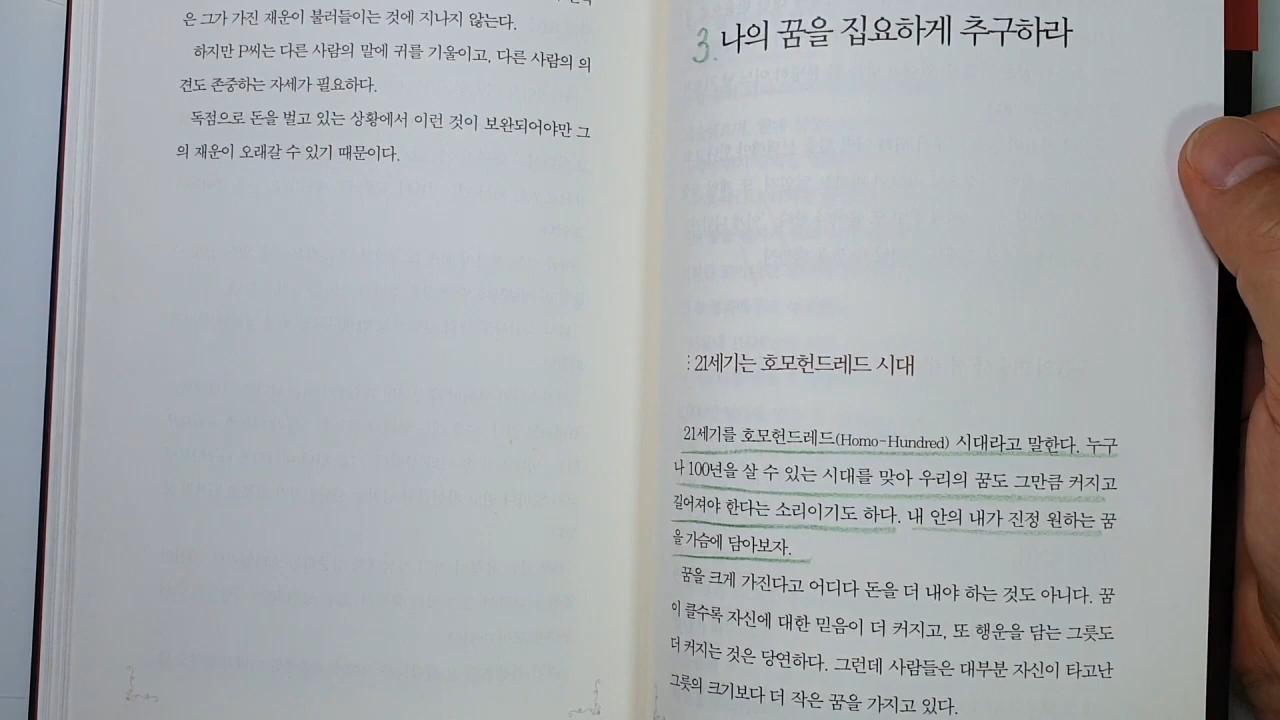 은 그가 가진 재운이 불러들이는 것에 지나지 않는다.
하지만 P씨는 다른 사람의 말에 귀를 기울이고, 다른 사람의 의
견도 존중하는 자세가 필요하다.
독점으로 돈을 벌고 있는 상황에서 이런 것이 보완되어야만 그
의 재운이 오래갈 수 있기 때문이다.
3. 나의 꿈을 집요하게 추구하라
: 21세기는 호모헌드레드 시대
21세기를 호모헌드레드(Homo-Hundred) 시대라고 말한다. 누구
나 100년을 살 수 있는 시대를 맞아 우리의 꿈도 그만큼 커지고
길어져야 한다는 소리이기도 하다. 내 안의 내가 진정 원하는 꿈
을 가슴에 담아보자.
꿈을 크게 가진다고 어디다 돈을 더 내야 하는 것도 아니다. 꿈
이 클수록 자신에 대한 믿음이 더 커지고, 또 행운을 담는 그릇도
더 커지는 것은 당연하다. 그런데 사람들은 대부분 자신이 타고난
그릇의 크기보다 더 작은 꿈을 가지고 있다.